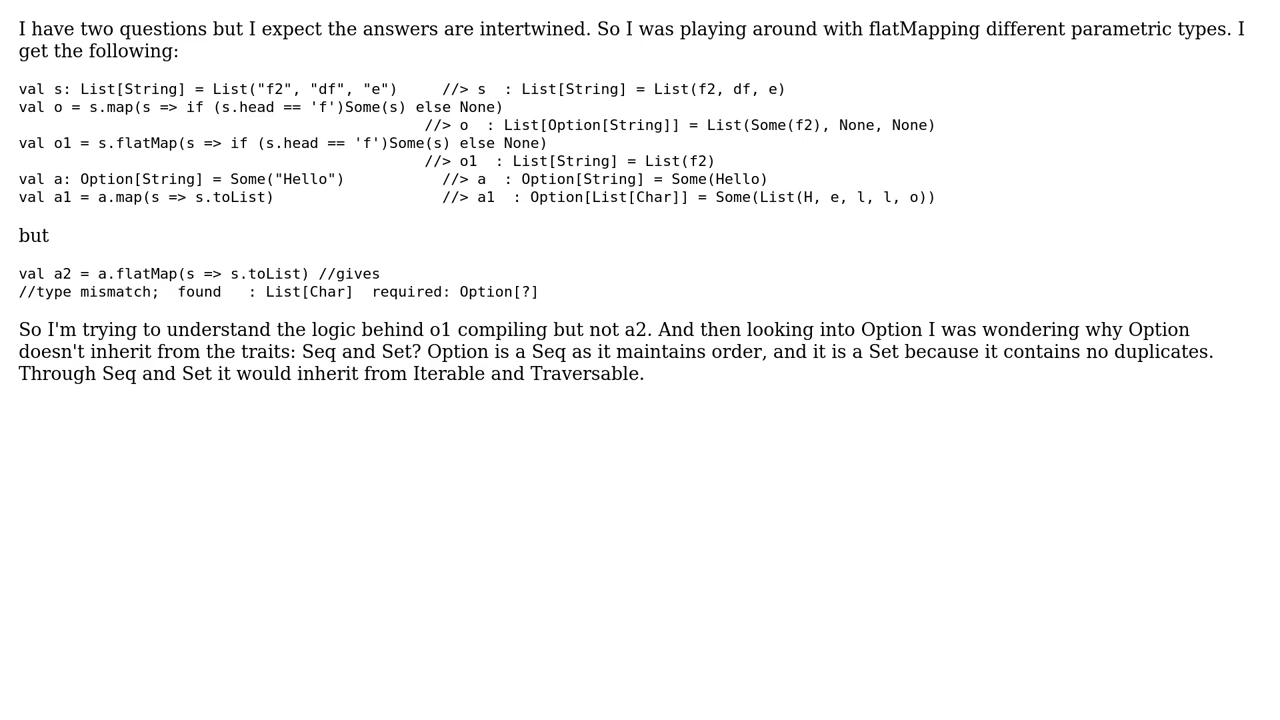 I have two questions but I expect the answers are intertwined. So I was playing around with flatMapping different parametric types. I
get the following:
val s: List[String] = List("f2", "df", "e")     //> s  : List[String] = List(f2, df, e)
val o = s.map(s => if (s.head == 'f')Some(s) else None)
                                              //> o  : List[Option[String]] = List(Some(f2), None, None)
val o1 = s.flatMap(s => if (s.head == 'f')Some(s) else None)
                                              //> o1  : List[String] = List(f2)
val a: Option[String] = Some("Hello")           //> a  : Option[String] = Some(Hello)
val a1 = a.map(s => s.toList)                   //> a1  : Option[List[Char]] = Some(List(H, e, l, l, o))
but
val a2 = a.flatMap(s => s.toList) //gives
//type mismatch;  found   : List[Char]  required: Option[?]
So I'm trying to understand the logic behind o1 compiling but not a2. And then looking into Option I was wondering why Option
doesn't inherit from the traits: Seq and Set? Option is a Seq as it maintains order, and it is a Set because it contains no duplicates.
Through Seq and Set it would inherit from Iterable and Traversable.